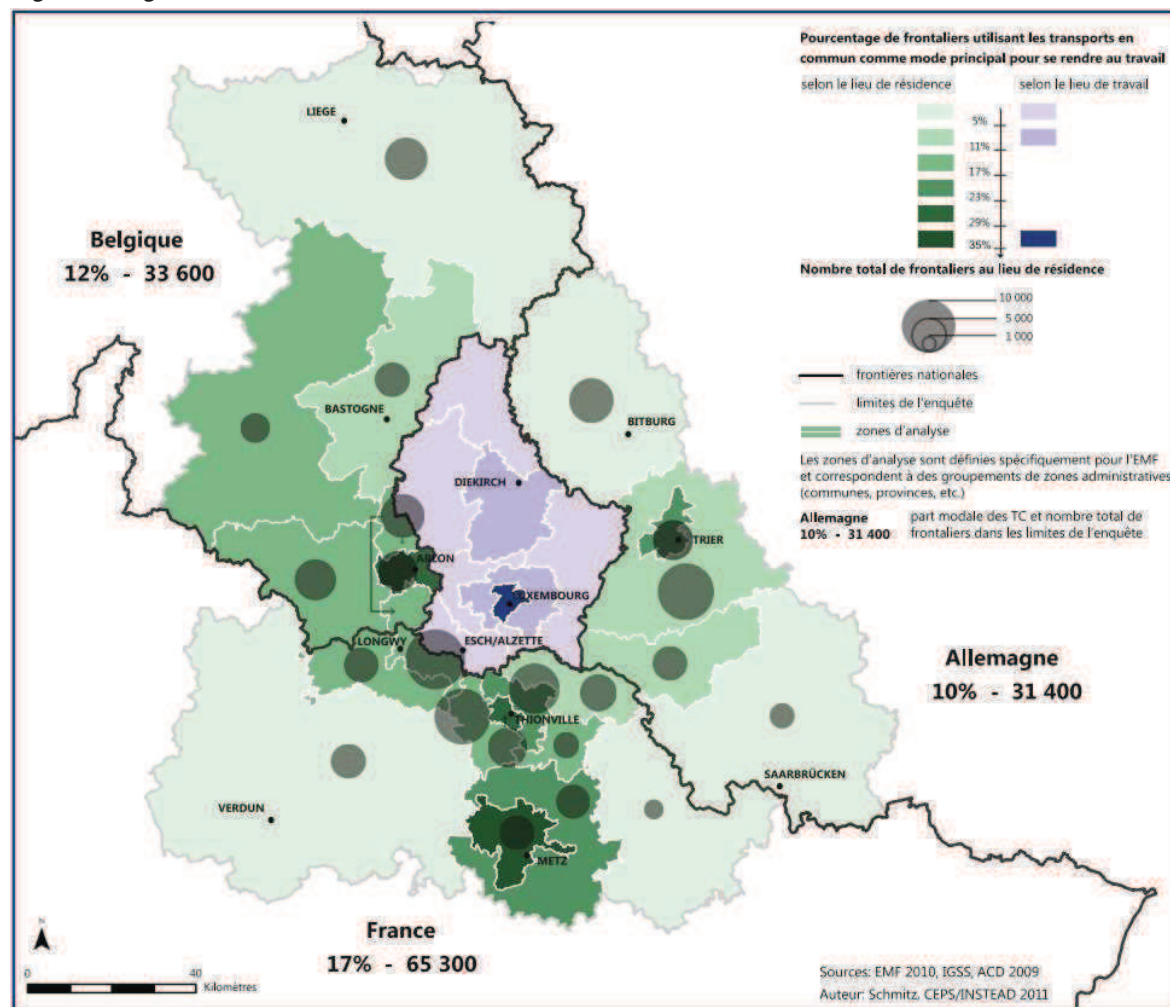 Pourcentage de frontaliers utilisant les transports en
commun comme mode principal pour se rendre au travail
selon le lieu de résidence
selon le lieu de travail
5%
11%
17%
23%
29%
35%
Nombre total de frontaliers au lieu de résidence
10 000
5 000
1 000
frontières nationales
limites de l'enquête
zones d'analyse
Les zones d'analyse sont définies spécifiquement pour l'EMF
et correspondent à des groupements de zones administratives
(communes, provinces, etc.)
Allemagne
10% - 31 400
part modale des TC et nombre total de
frontaliers dans les limites de l'enquête
LIEGE
Belgique
12% - 33 600
BASTOGNE
BITBURG
DIEKIRCH
TRIER
ARLON
LUXEMBOURG
LONGWY
ESCH/ALZETTE
Allemagne
10% - 31 400
THIONVILLE
SAARBRÜCKEN
VERDUN
METZ
France
17% - 65 300
N
0
40
Kilomètres
Sources: EMF 2010, IGSS, ACD 2009
Auteur: Schmitz, CEPS/INSTEAD 2011